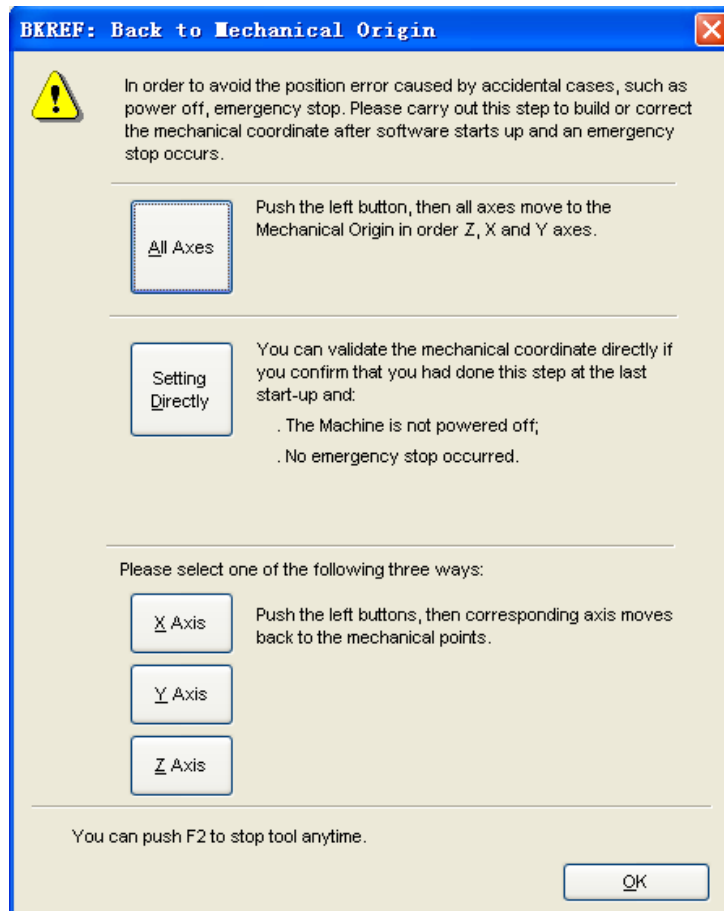 BKREF: Back to Mechanical Origin
In order to avoid the position error caused by accidental cases, such as
power off, emergency stop. Please carry out this step to build or correct
the mechanical coordinate after software starts up and an emergency
stop occurs.
All Axes
Push the left button, then all axes move to the
Mechanical Origin in order Z, X and Y axes.
Setting
Directly
You can validate the mechanical coordinate directly if
you confirm that you had done this step at the last
start-up and:
. The Machine is not powered off;
. No emergency stop occurred.
Please select one of the following three ways:
X Axis
Push the left buttons, then corresponding axis moves
back to the mechanical points.
Y Axis
Z Axis
You can push F2 to stop tool anytime.
OK